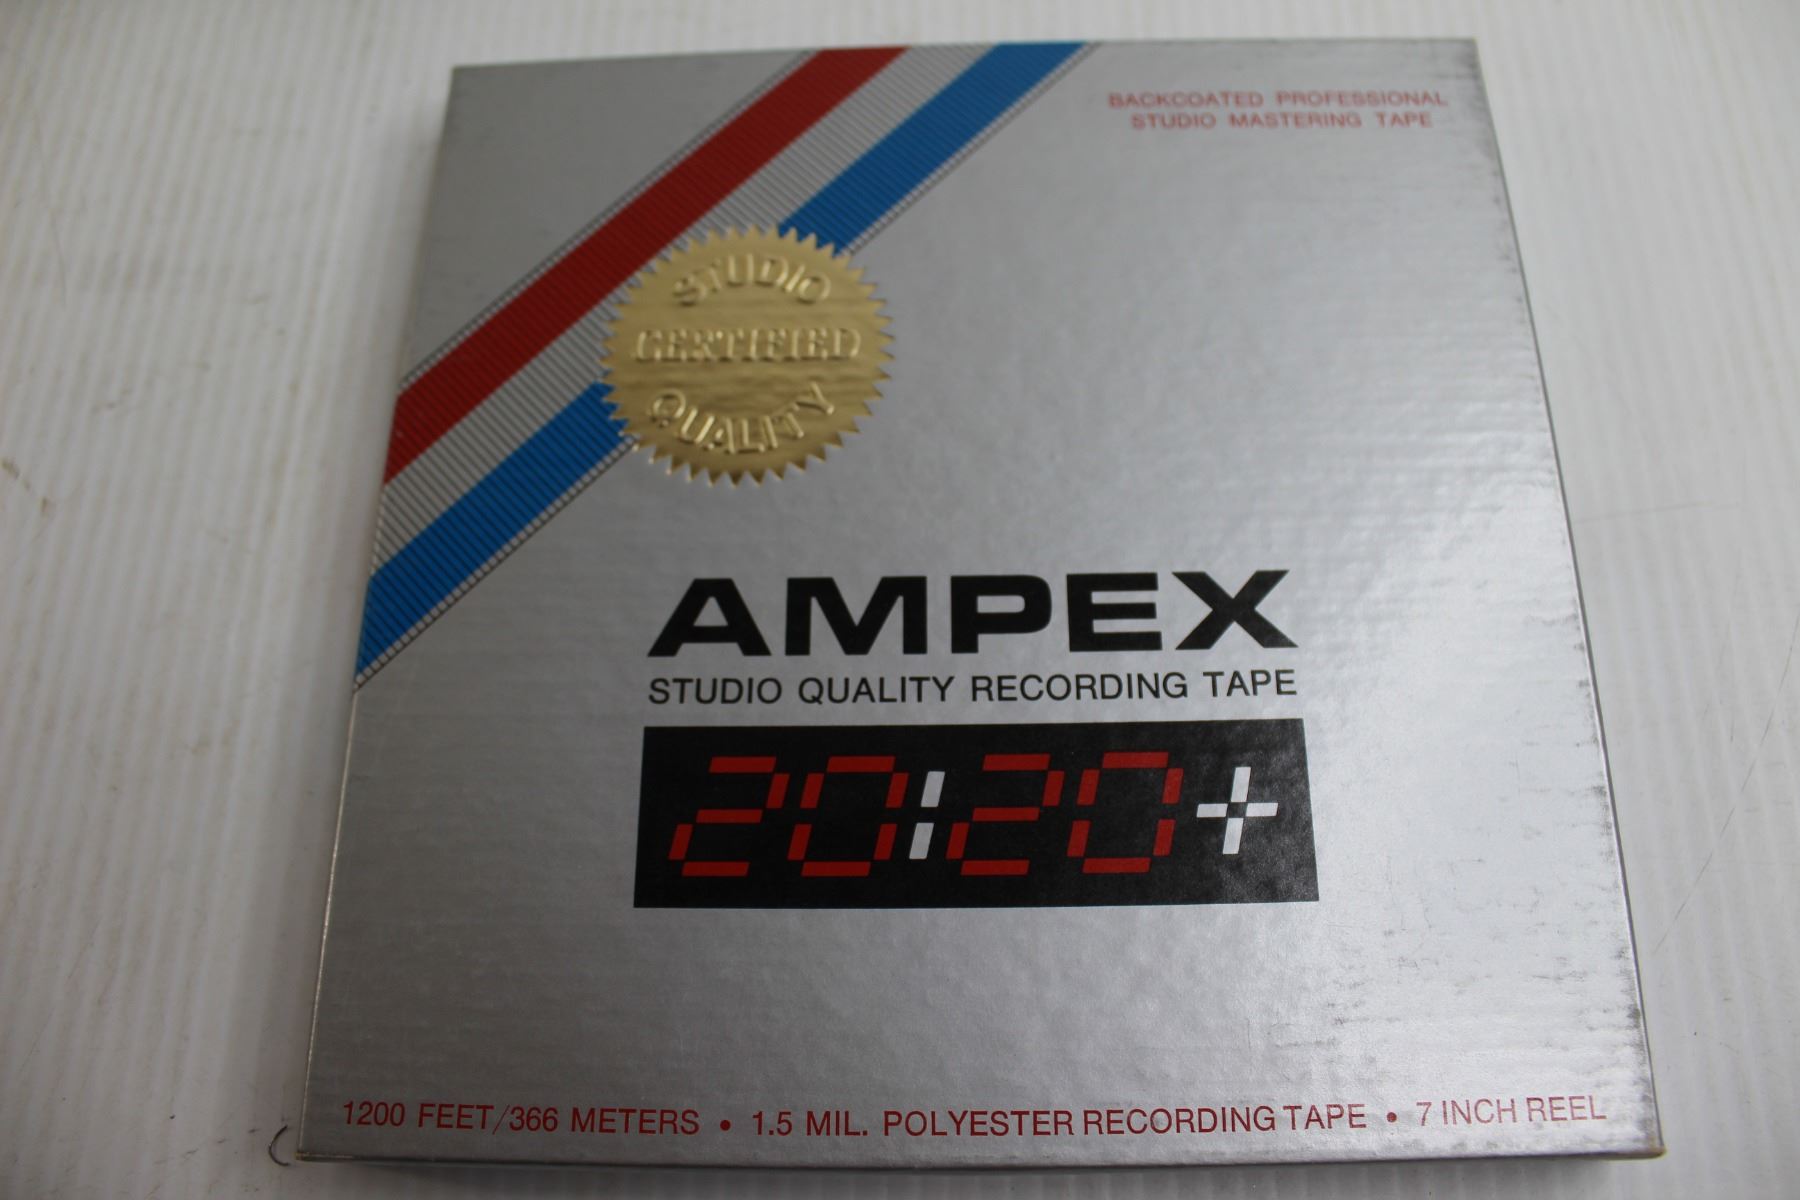 BACKCOATED PROFESSIONAL
STUDIO MASTERING TAPE
STUDIO
CERTIFIED
QUALITY
AMPEX
STUDIO QUALITY RECORDING TAPE
20:20+
1200 FEET/366 METERS • 1.5 MIL. POLYESTER RECORDING TAPE • 7 INCH REEL